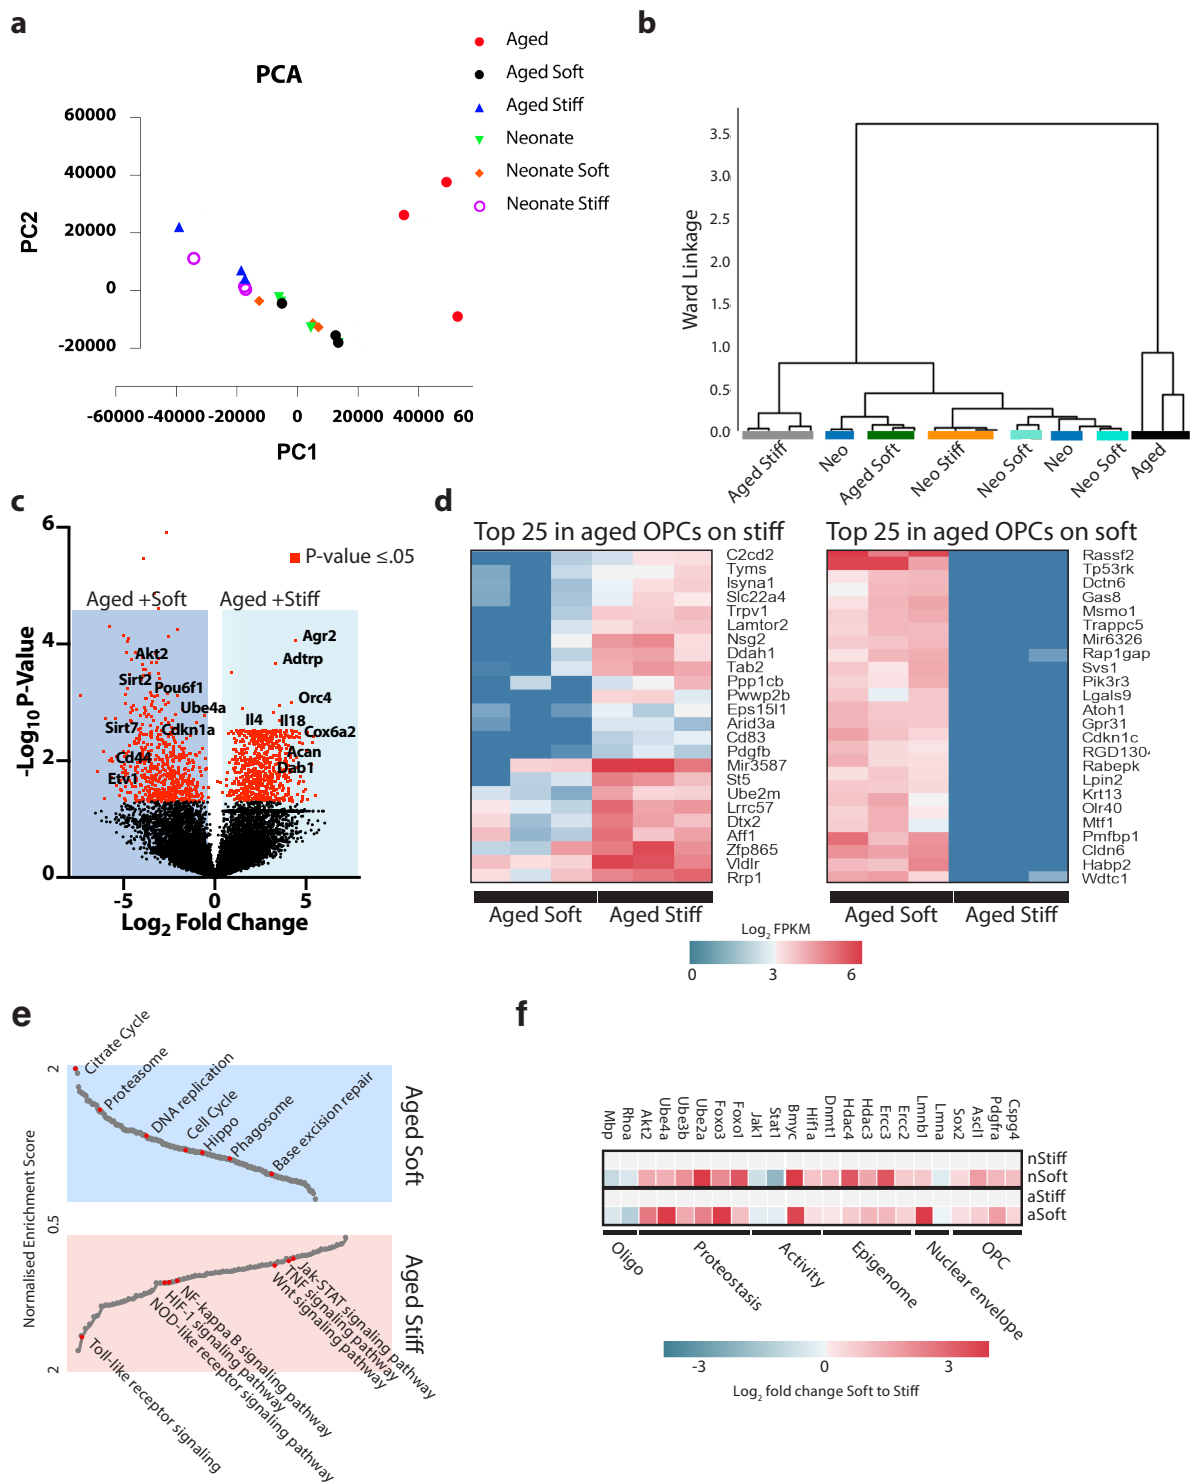 a
PCA
60000
40000
20000
0
-20000
PC2
-60000 -40000 -20000 0 20000 40000 60
PC1
Aged
Aged Soft
Aged Stiff
Neonate
Neonate Soft
Neonate Stiff
b
Ward Linkage
3.5
3.0
2.5
2.0
1.5
1.0
0.5
0.0
Aged Stiff
Neo
Aged Soft
Neo Stiff
Neo Soft
Neo
Neo Soft
Aged
c
-Log10 P-Value
6
4
2
0
P-value ≤.05
Aged +Soft
Aged +Stiff
Akt2
Sirt2
Pou6f1
Ube4a
Sirt7
Cdkn1a
Cd44
Etv1
Agr2
Adtrp
Orc4
Il4
Il18
Cox6a2
Acan
Dab1
-5 0 5
Log2 Fold Change
d
Top 25 in aged OPCs on stiff
C2cd2
Tyms
Isyna1
Slc22a4
Trpv1
Lamtor2
Nsg2
Ddah1
Tab2
Ppp1cb
Pwwp2b
Eps15l1
Arid3a
Cd83
Pdgfb
Mir3587
St5
Ube2m
Lrrc57
Dtx2
Aff1
Zfp865
Vldlr
Rrp1
Aged Soft Aged Stiff
Top 25 in aged OPCs on soft
Rassf2
Tp53rk
Dctn6
Gas8
Msmo1
Trappc5
Mir6326
Rap1gap
Svs1
Pik3r3
Lgals9
Atoh1
Gpr31
Cdkn1c
RGD1304
Rabepk
Lpin2
Krt13
Olr40
Mtf1
Pmfbp1
Cldn6
Habp2
Wdtc1
Aged Soft Aged Stiff
Log2 FPKM
0 3 6
e
Normalised Enrichment Score
2
0.5
2
Citrate Cycle
Proteasome
DNA replication
Cell Cycle
Hippo
Phagosome
Base excision repair
Aged Soft
Jak-STAT signaling pathway
TNF signaling pathway
Wnt signaling pathway
NF-kappa B signaling pathway
HIF-1 signaling pathway
NOD-like receptor signaling pathway
Toll-like receptor signaling
Aged Stiff
f
Mbp
Rhoa
Akt2
Ube4a
Ube3b
Ube2a
Foxo3
Foxo1
Jak1
Stat1
Bmyc
Hif1a
Dnmt1
Hdac4
Hdac3
Ercc3
Ercc2
Lmnb1
Lmna
Sox2
Ascl1
Pdgfra
Cspg4
nStiff
nSoft
aStiff
aSoft
Oligo
Proteostasis
Activity
Epigenome
Nuclear envelope
OPC
-3 0 3
Log2 fold change Soft to Stiff